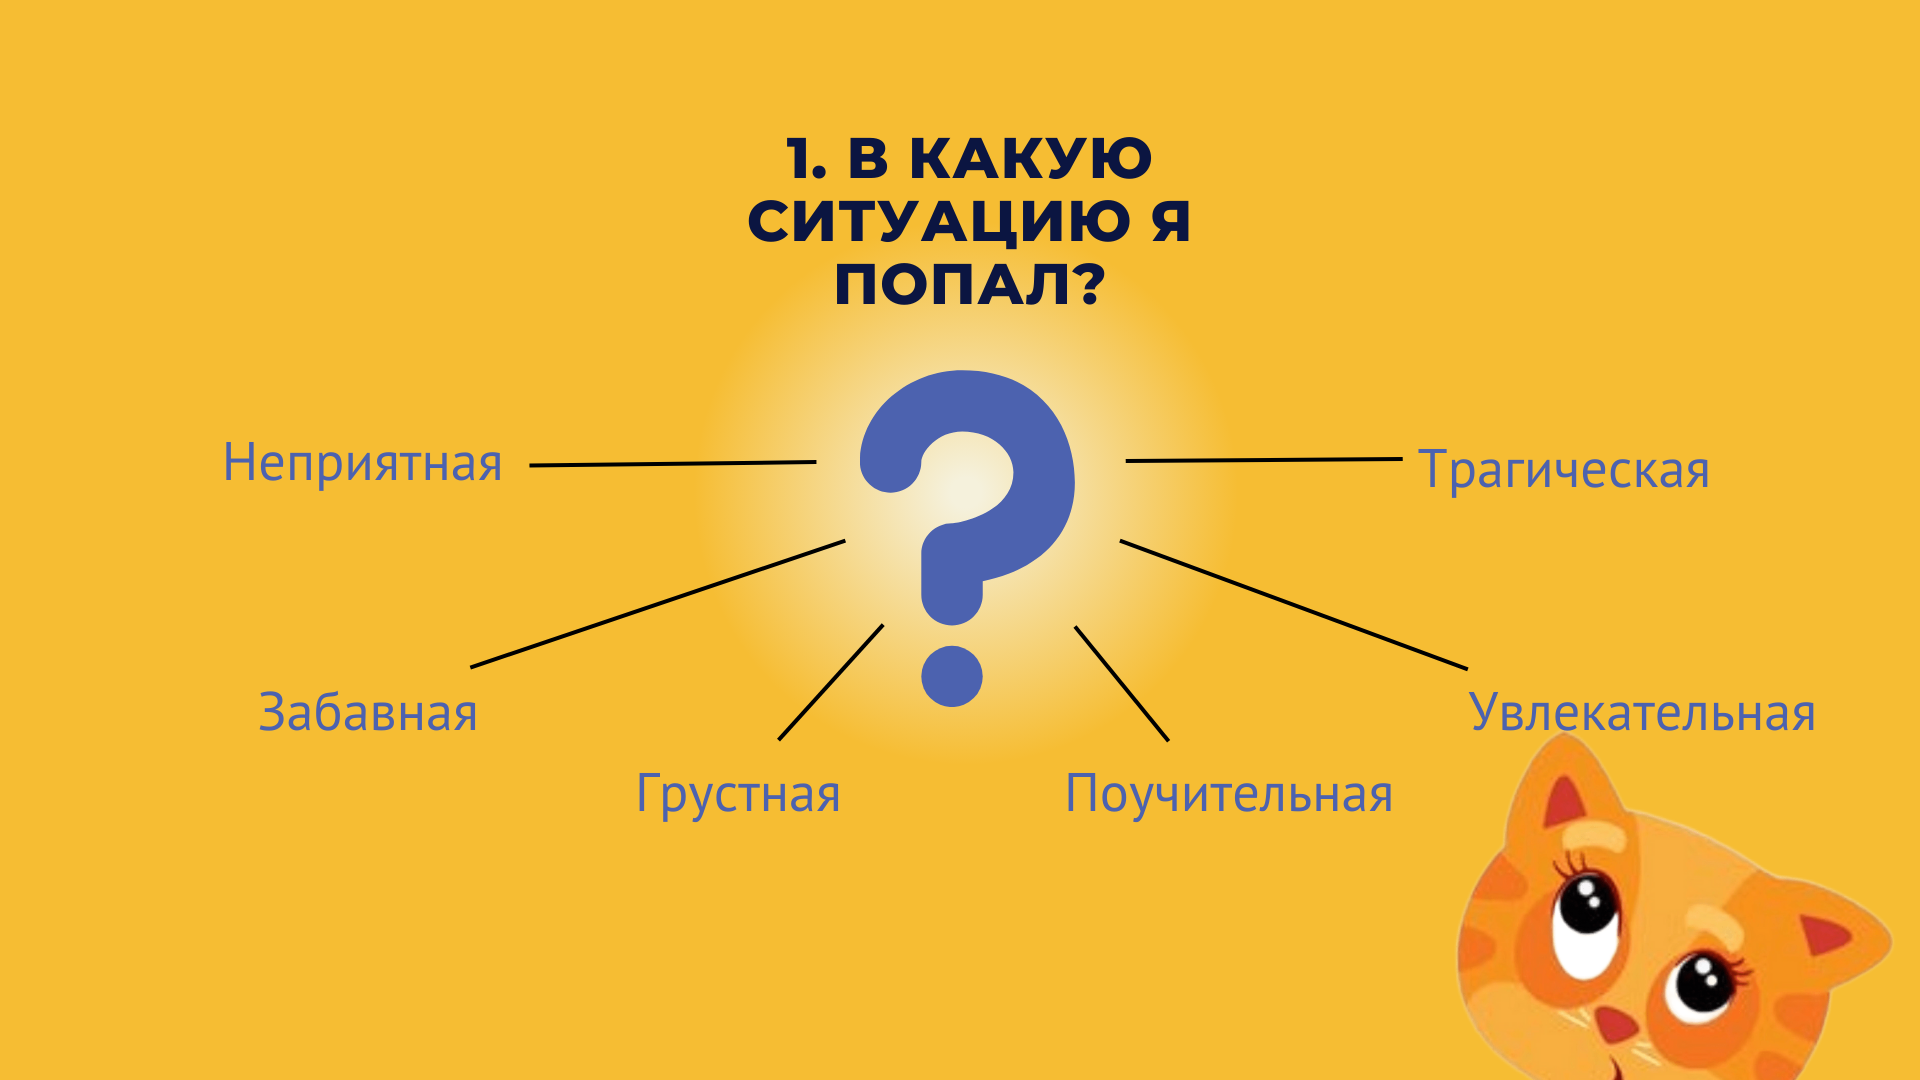 1. В КАКУЮ
СИТУАЦИЮ Я
ПОПАЛ?
Неприятная
Трагическая
Забавная
Увлекательная
Грустная
Поучительная